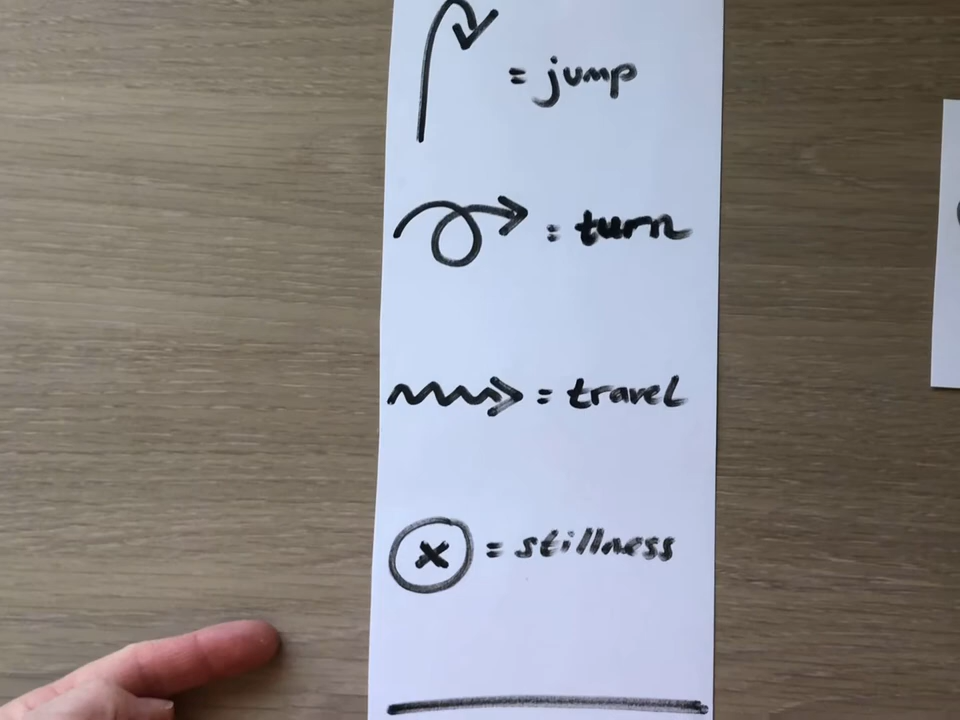 = jump
= turn
= travel
= stillness